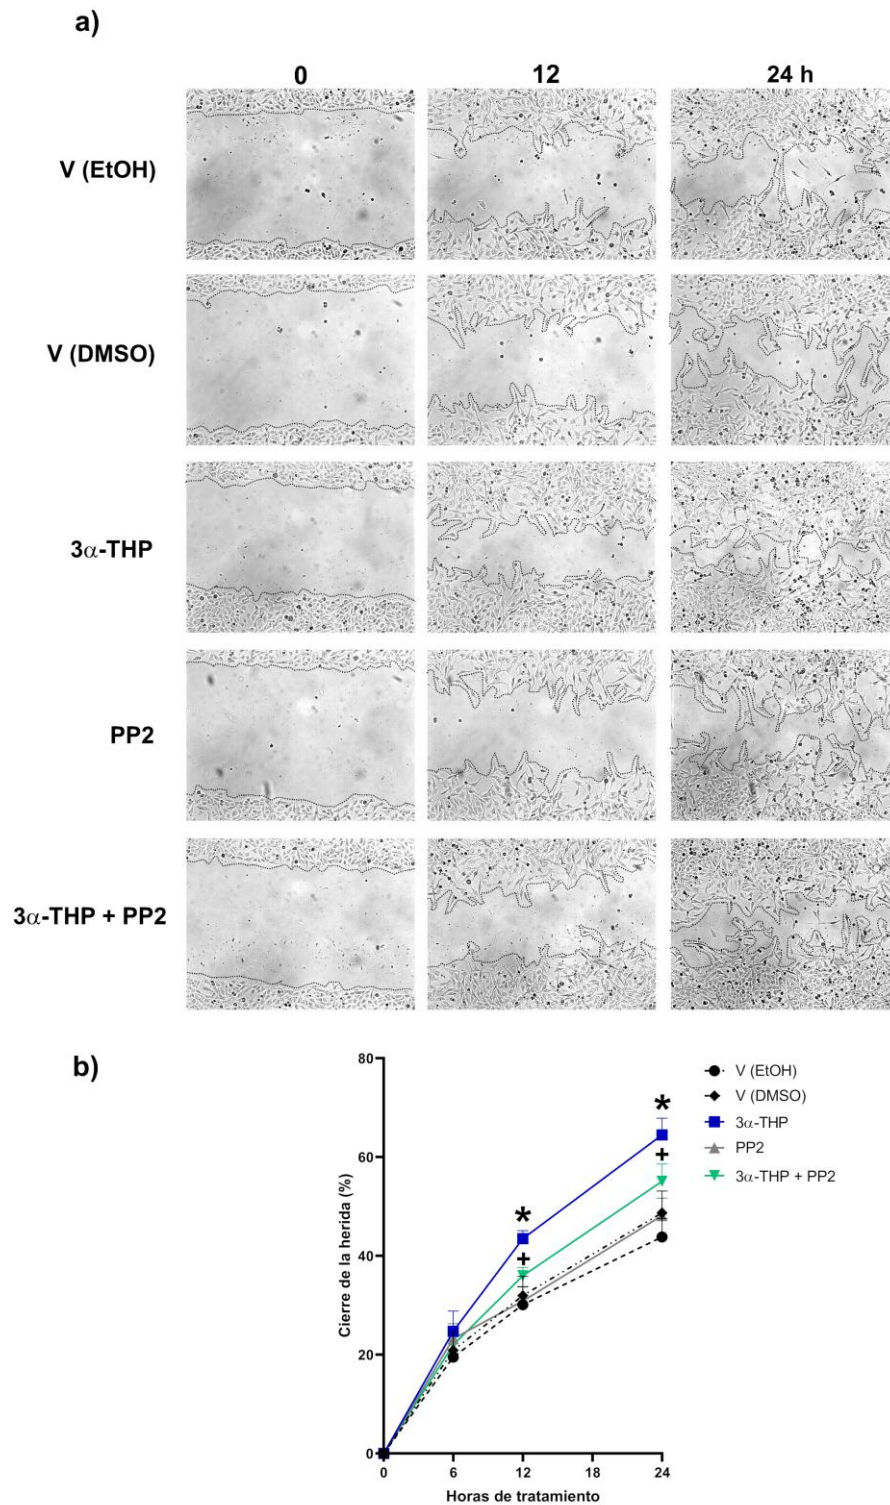 a)
0 12 24 h
V (EtOH)
V (DMSO)
3α-THP
PP2
3α-THP + PP2
b)
80
60
40
20
0
Cierre de la herida (%)
* *
+ +
0 6 12 18 24
Horas de tratamiento
V (EtOH)
V (DMSO)
3α-THP
PP2
3α-THP + PP2